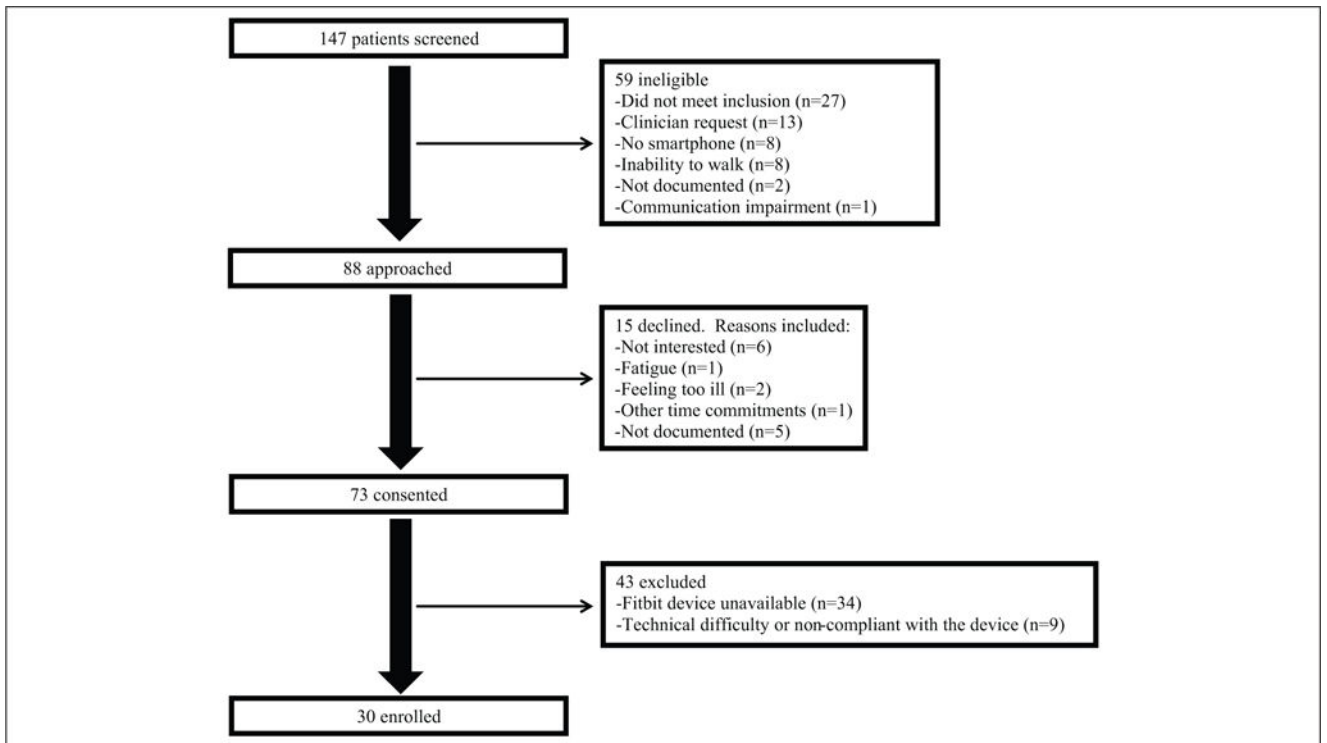 147 patients screened
59 ineligible
-Did not meet inclusion (n=27)
-Clinician request (n=13)
-No smartphone (n=8)
-Inability to walk (n=8)
-Not documented (n=2)
-Communication impairment (n=1)
88 approached
15 declined.  Reasons included:
-Not interested (n=6)
-Fatigue (n=1)
-Feeling too ill (n=2)
-Other time commitments (n=1)
-Not documented (n=5)
73 consented
43 excluded
-Fitbit device unavailable (n=34)
-Technical difficulty or non-compliant with the device (n=9)
30 enrolled